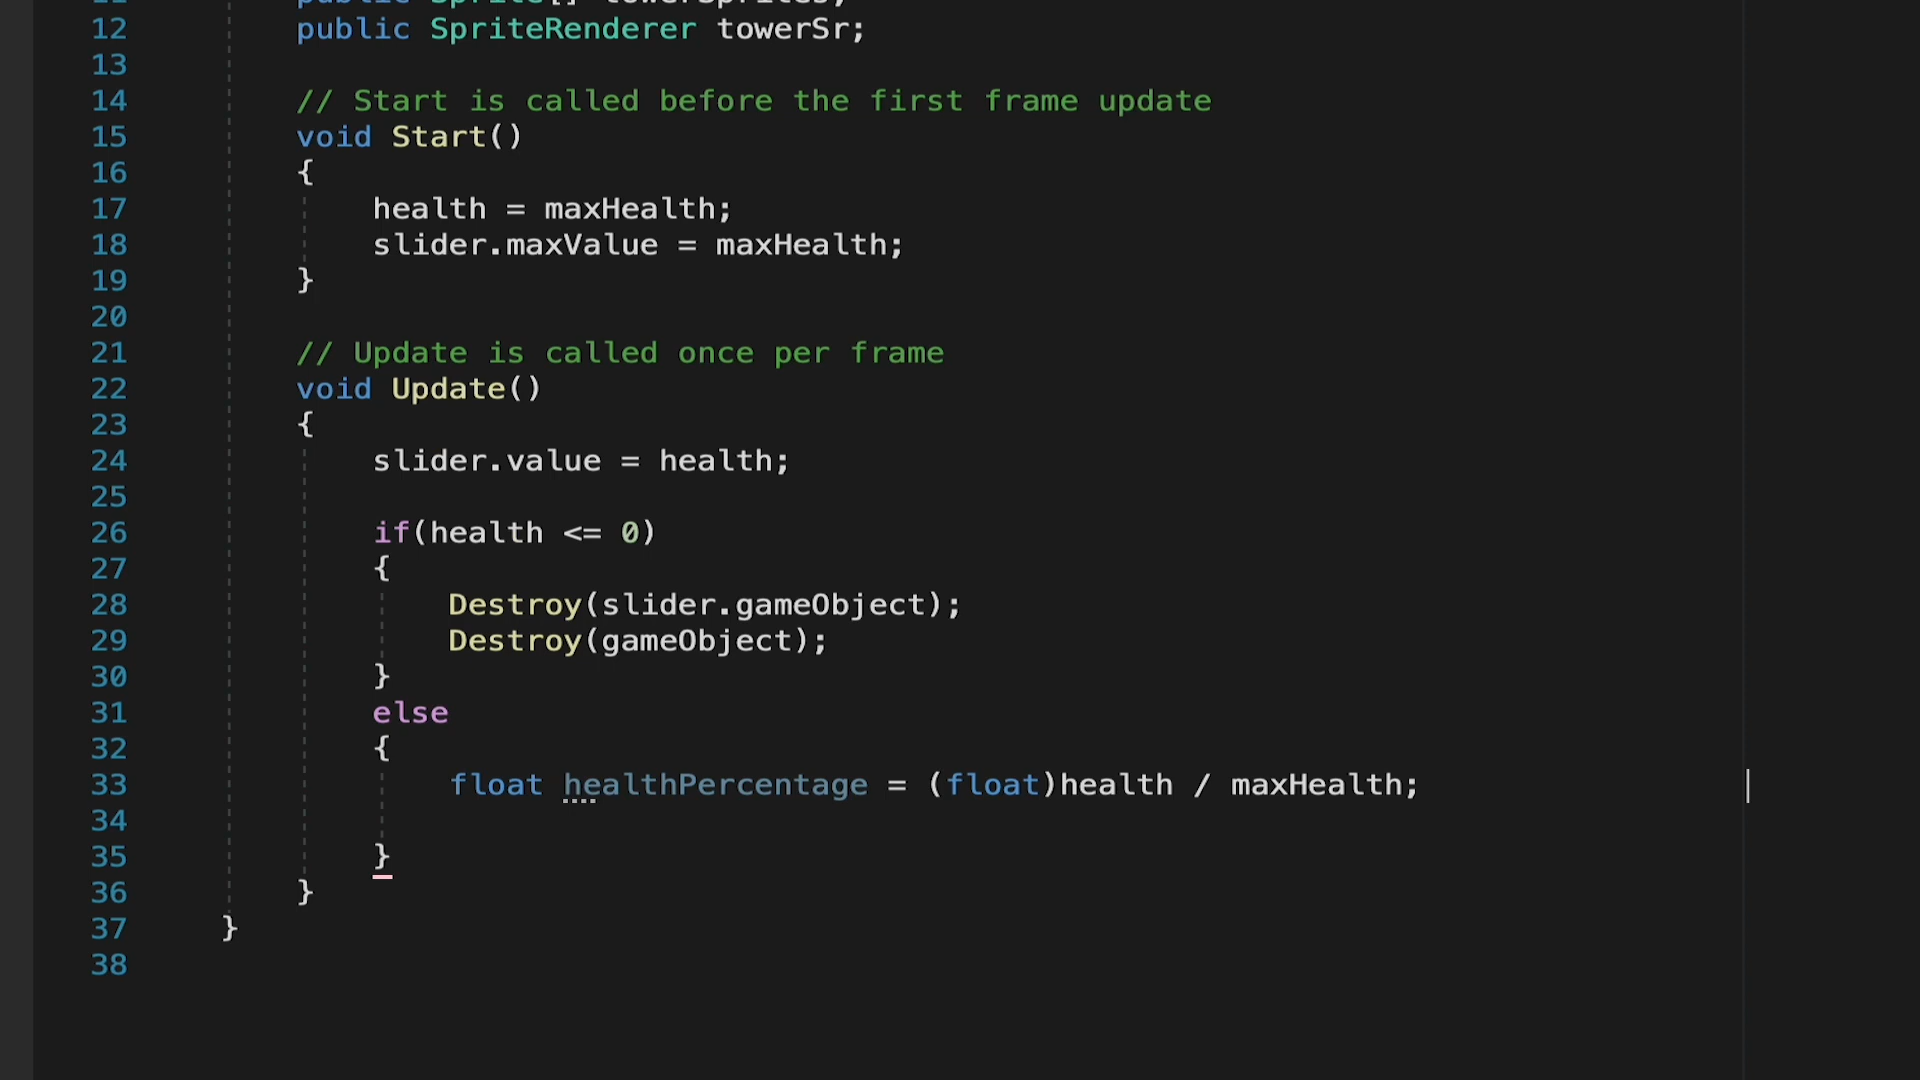 12 public SpriteRenderer towerSr;
13
14 // Start is called before the first frame update
15 void Start()
16 {
17 health = maxHealth;
18 slider.maxValue = maxHealth;
19 }
20
21 // Update is called once per frame
22 void Update()
23 {
24 slider.value = health;
25
26 if(health <= 0)
27 {
28 Destroy(slider.gameObject);
29 Destroy(gameObject);
30 }
31 else
32 {
33 float healthPercentage = (float)health / maxHealth;
34
35 }
36 }
37 }
38